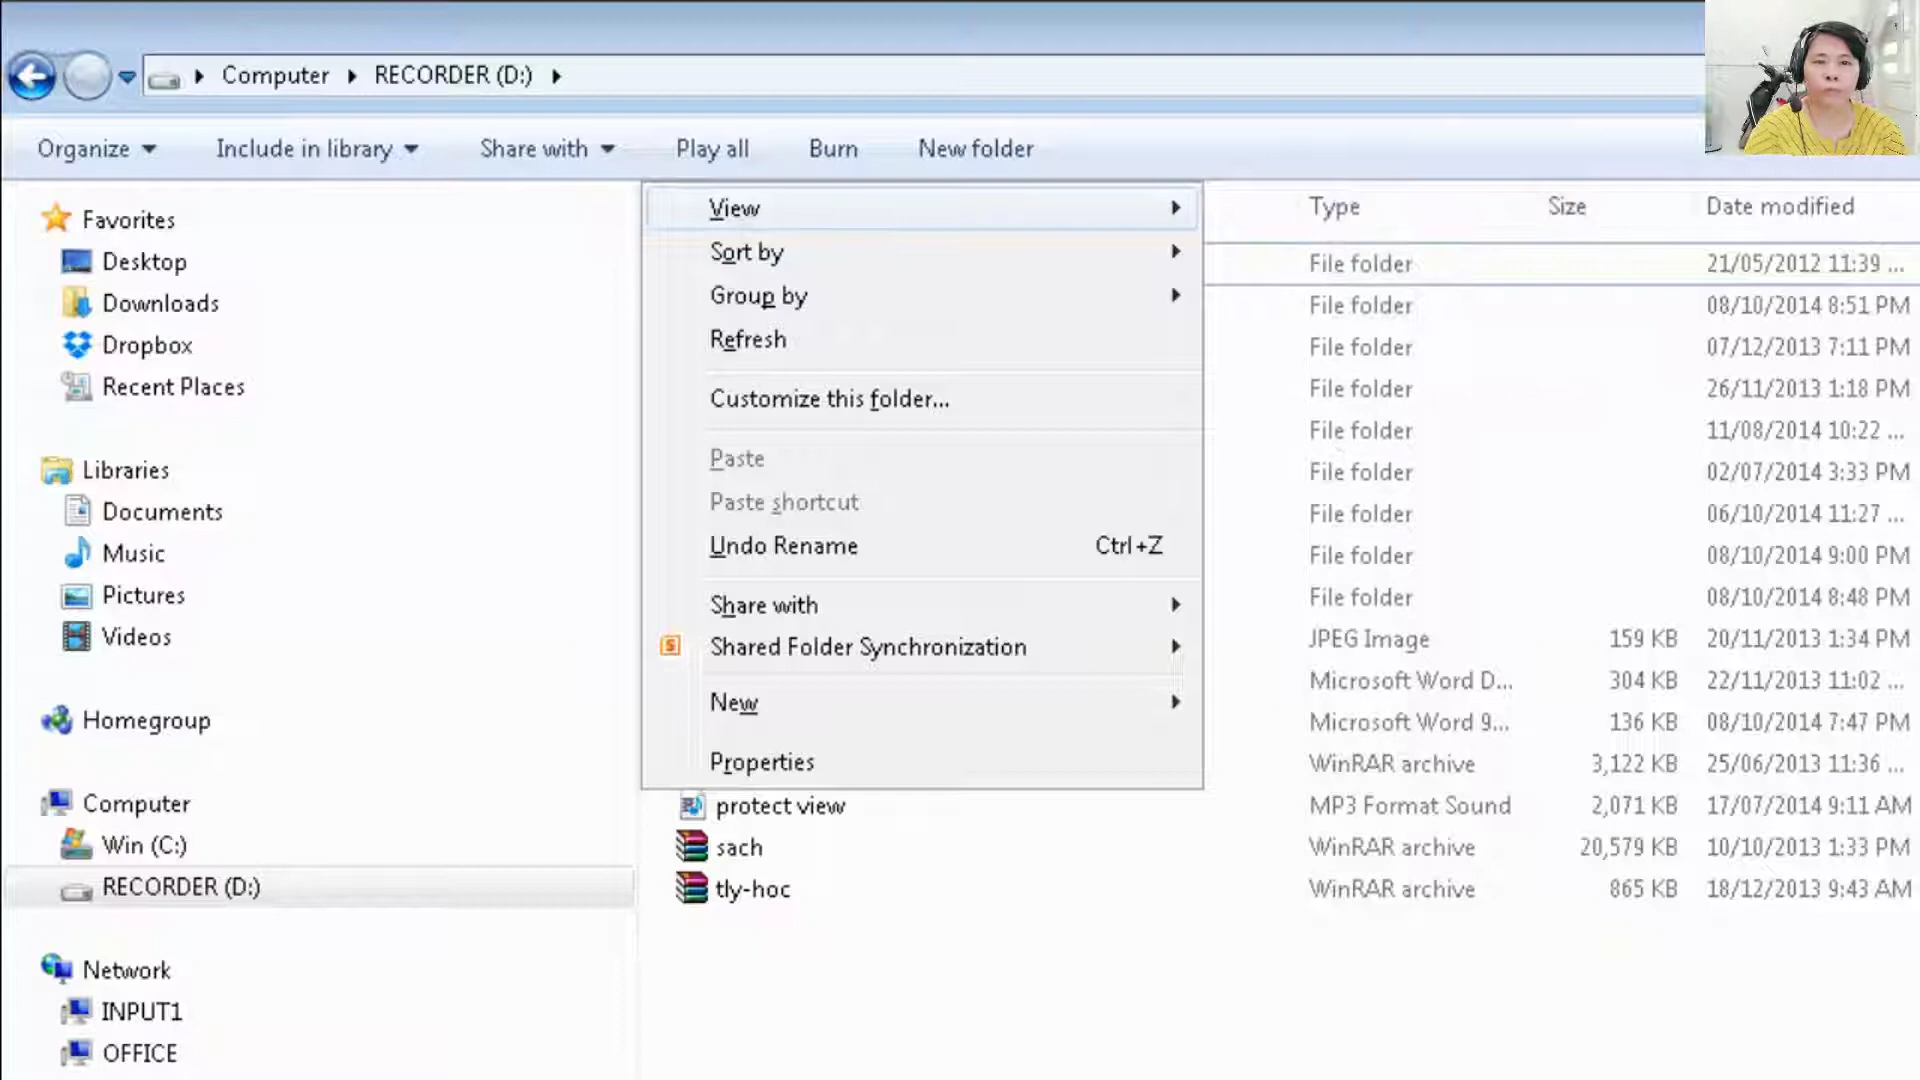 Computer RECORDER (D:)
Organize Include in library Share with Play all Burn New folder
Favorites
Desktop
Downloads
Dropbox
Recent Places
Libraries
Documents
Music
Pictures
Videos
Homegroup
Computer
Win (C:)
RECORDER (D:)
Network
INPUT1
OFFICE
View
Sort by
Group by
Refresh
Customize this folder...
Paste
Paste shortcut
Undo Rename Ctrl+Z
Share with
S Shared Folder Synchronization
New
Properties
Type Size Date modified
File folder 21/05/2012 11:39 ...
File folder 08/10/2014 8:51 PM
File folder 07/12/2013 7:11 PM
File folder 26/11/2013 1:18 PM
File folder 11/08/2014 10:22 ...
File folder 02/07/2014 3:33 PM
File folder 06/10/2014 11:27 ...
File folder 08/10/2014 9:00 PM
File folder 08/10/2014 8:48 PM
JPEG Image 159 KB 20/11/2013 1:34 PM
Microsoft Word D... 304 KB 22/11/2013 11:02 ...
Microsoft Word 9... 136 KB 08/10/2014 7:47 PM
WinRAR archive 3,122 KB 25/06/2013 11:36 ...
protect view MP3 Format Sound 2,071 KB 17/07/2014 9:11 AM
sach WinRAR archive 20,579 KB 10/10/2013 1:33 PM
tly-hoc WinRAR archive 865 KB 18/12/2013 9:43 AM